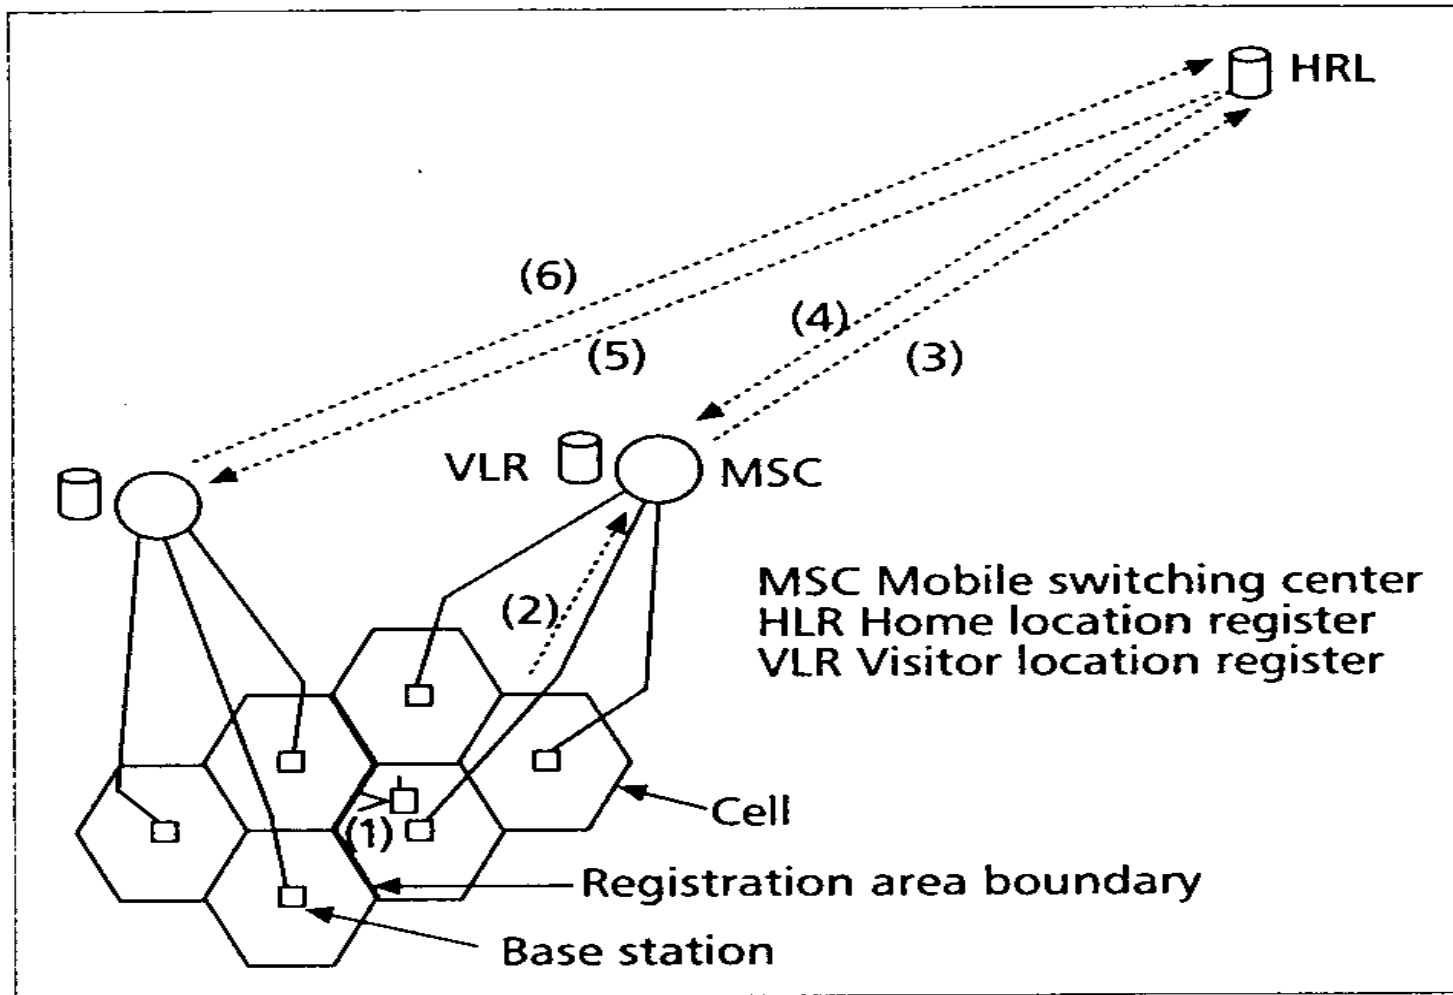 HRL
(6)
(4)
(5)
(3)
VLR
MSC
(2)
MSC Mobile switching center
HLR Home location register
VLR Visitor location register
Cell
(1)
Registration area boundary
Base station